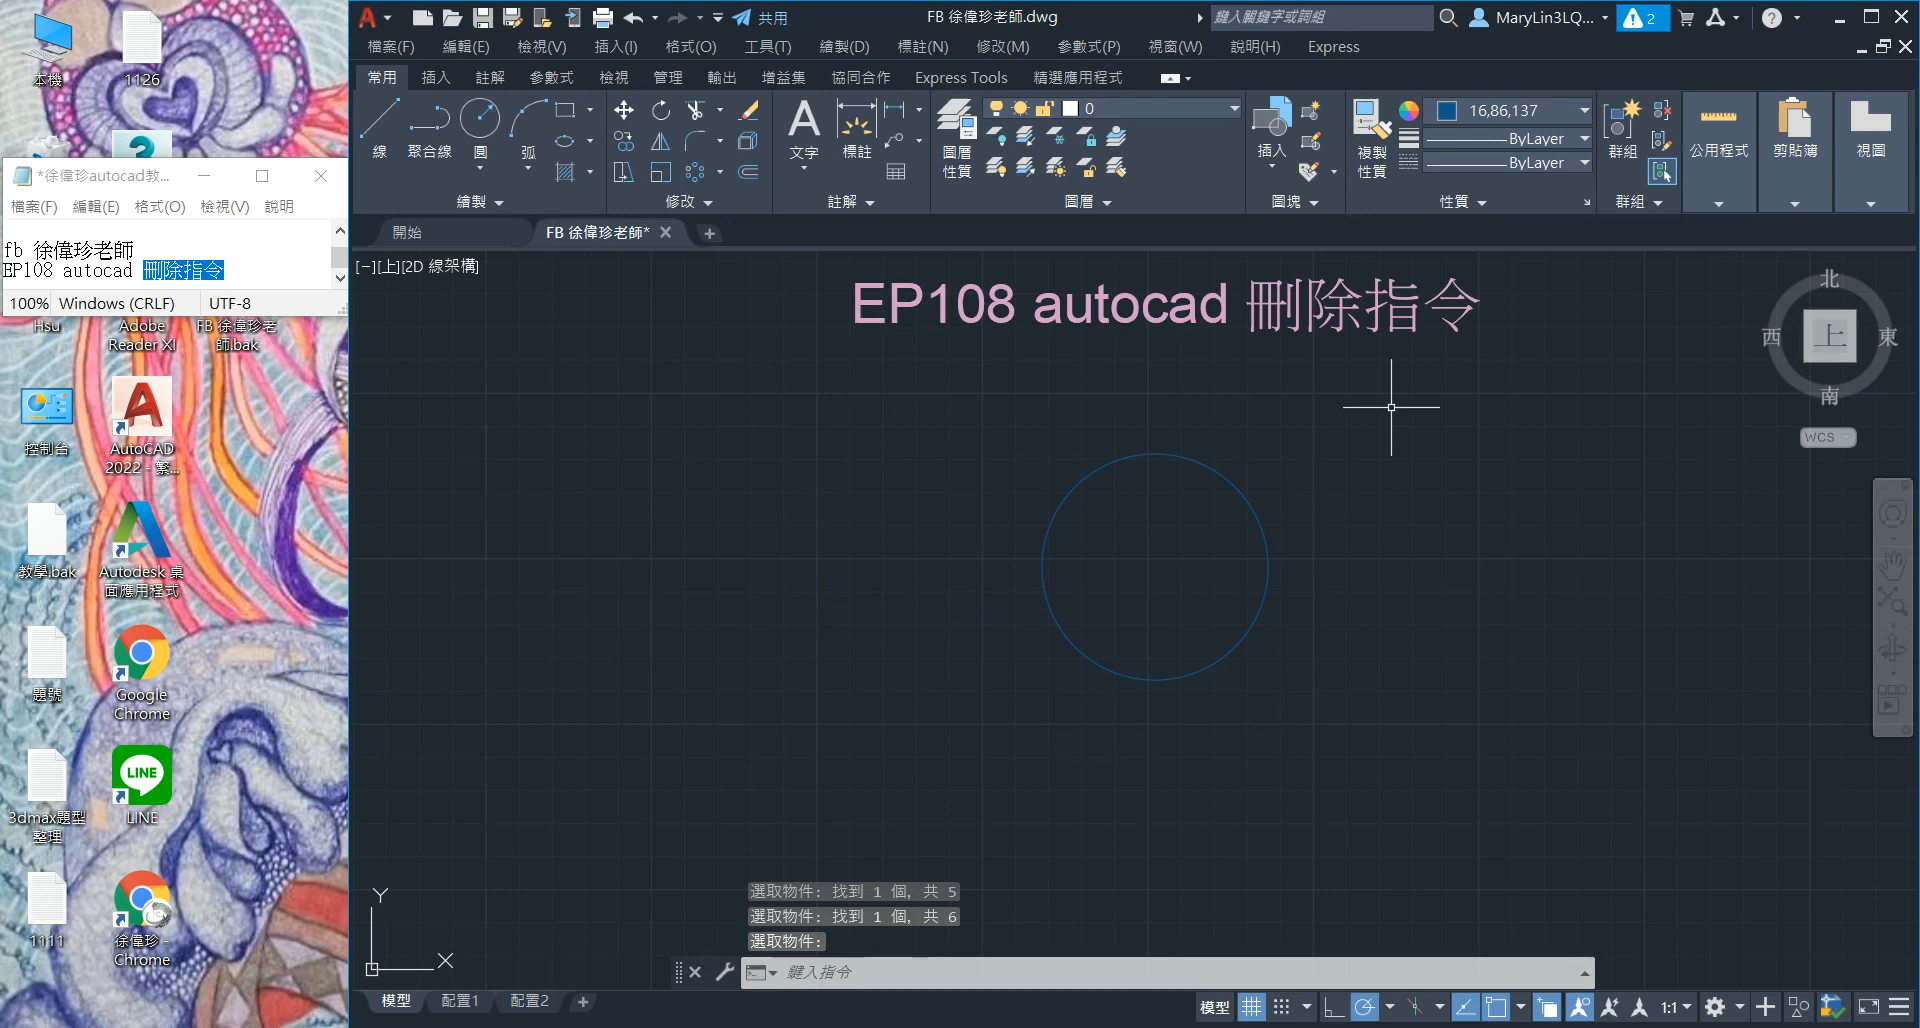 FB 徐偉珍老師.dwg
共用
鍵入關鍵字或詞組
MaryLin3LQ...
2
檔案(F) 編輯(E) 檢視(V) 插入(I) 格式(O) 工具(T) 繪製(D) 標註(N) 修改(M) 參數式(P) 視窗(W) 說明(H) Express
常用 插入 註解 參數式 檢視 管理 輸出 增益集 協同合作 Express Tools 精選應用程式
線 聚合線 圓 弧
文字 標註
圖層性質
0
插入
複製性質
16,86,137
ByLayer
ByLayer
群組
公用程式
剪貼簿
視圖
繪製 修改 註解 圖層 圖塊 性質 群組
開始
FB 徐偉珍老師*
[−][上][2D 線架構]
EP108 autocad 刪除指令
北
西 上 東
南
WCS
Y
X
選取物件: 找到 1 個, 共 5
選取物件: 找到 1 個, 共 6
選取物件:
鍵入指令
模型 配置1 配置2
模型
1:1
本機
1126
*徐偉珍autocad教...
檔案(F) 編輯(E) 格式(O) 檢視(V) 說明
fb 徐偉珍老師
EP108 autocad 刪除指令
100% Windows (CRLF) UTF-8
Hsu
Adobe
Reader XI
FB 徐偉珍老
師.bak
控制台
AutoCAD
2022 - 繁...
教學.bak
Autodesk 桌
面應用程式
題號
Google
Chrome
3dmax題型
整理
LINE
LINE
1111
徐偉珍 -
Chrome